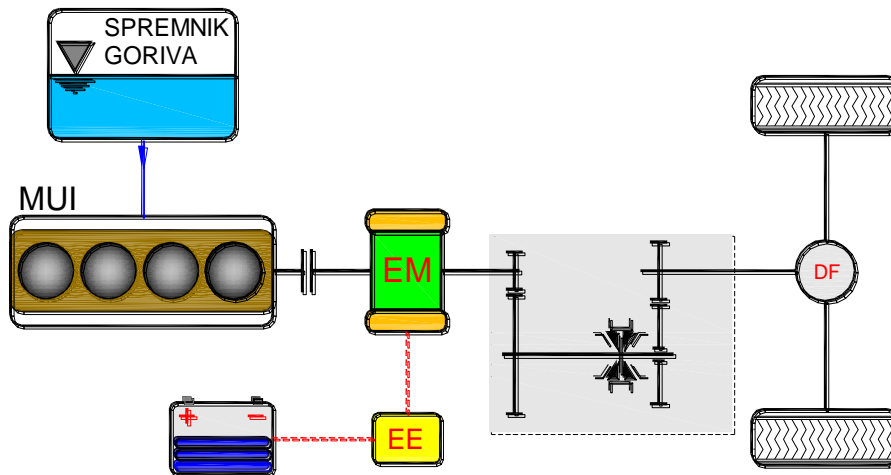 SPREMNIK
GORIVA
MUI
EM
DF
+ −
EE